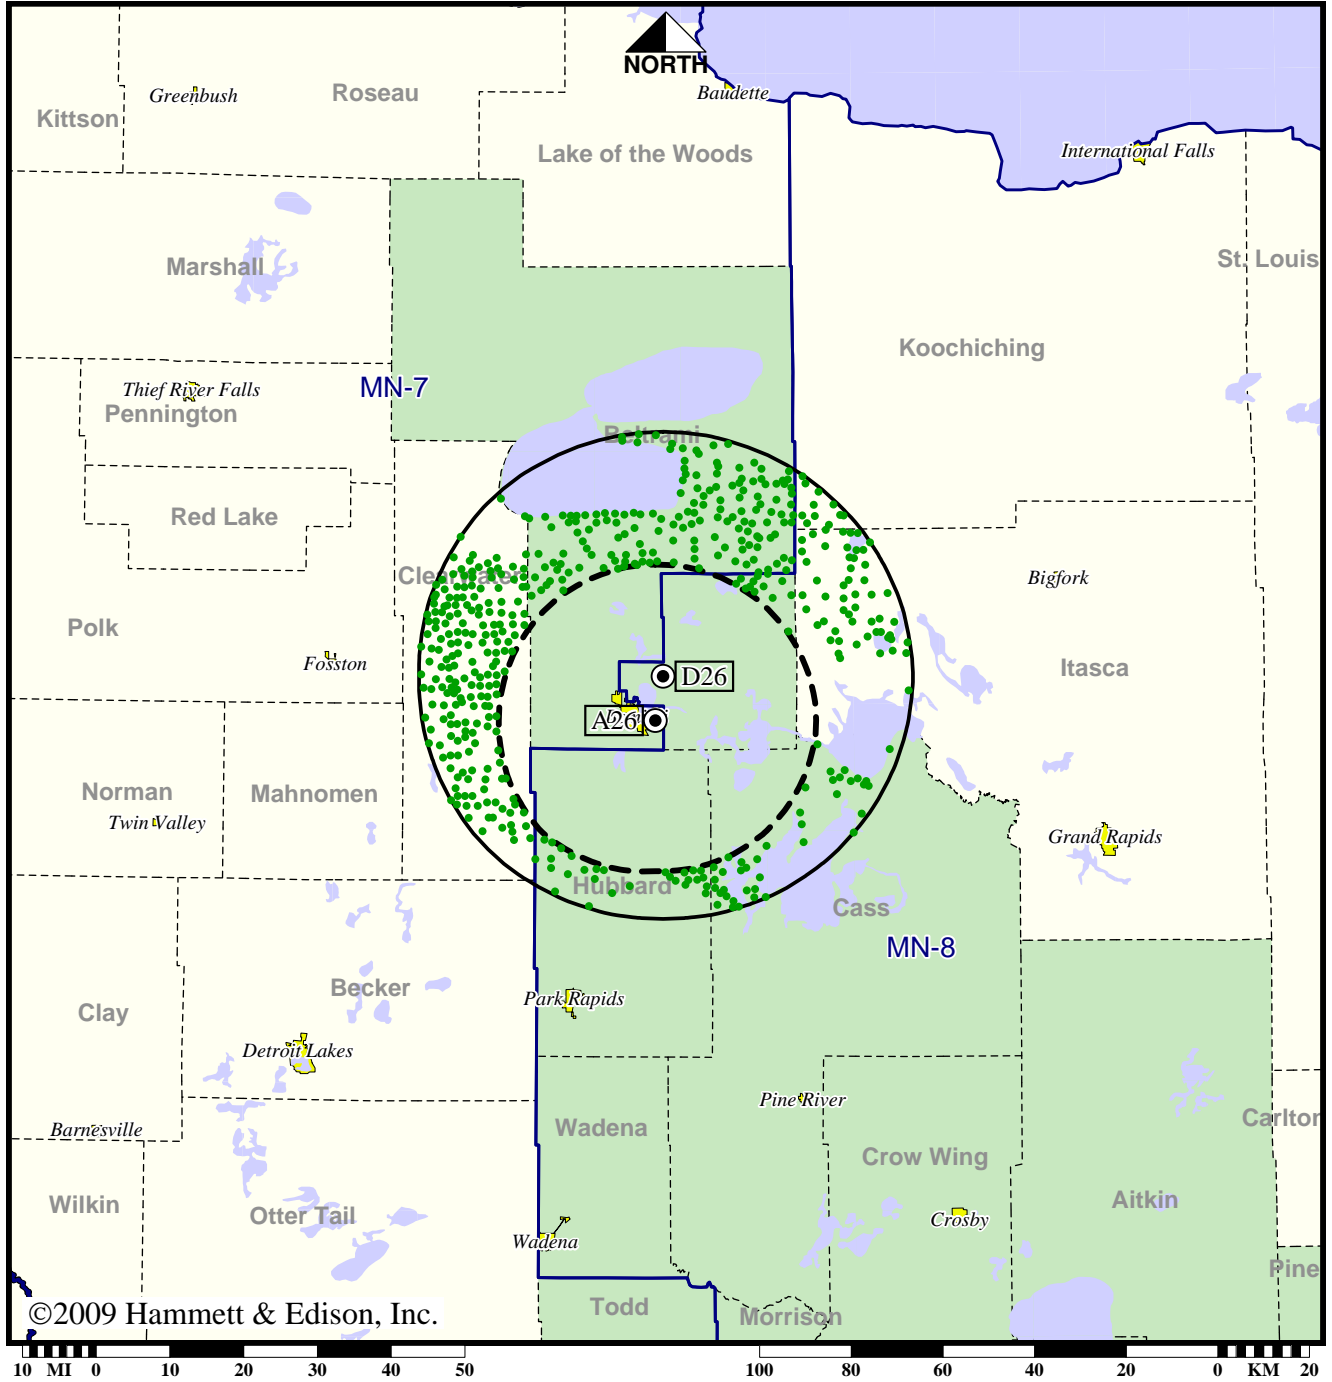 NORTH
Greenbush
Roseau
Baudette
Kittson
Lake of the Woods
International Falls
Marshall
St. Louis
Koochiching
Thief River Falls
MN-7
Pennington
Beltrami
Red Lake
Clearwater
Bigfork
Polk
Fosston
Itasca
D26
A26
Norman
Mahnomen
Twin Valley
Grand Rapids
Hubbard
Cass
MN-8
Becker
Park Rapids
Clay
Detroit Lakes
Pine River
Barnesville
Wadena
Carlton
Crow Wing
Wilkin
Otter Tail
Aitkin
Crosby
Wadena
Pine
©2009 Hammett & Edison, Inc.
Todd
Morrison
10 MI 0 10 20 30 40 50 100 80 60 40 20 0 KM 20